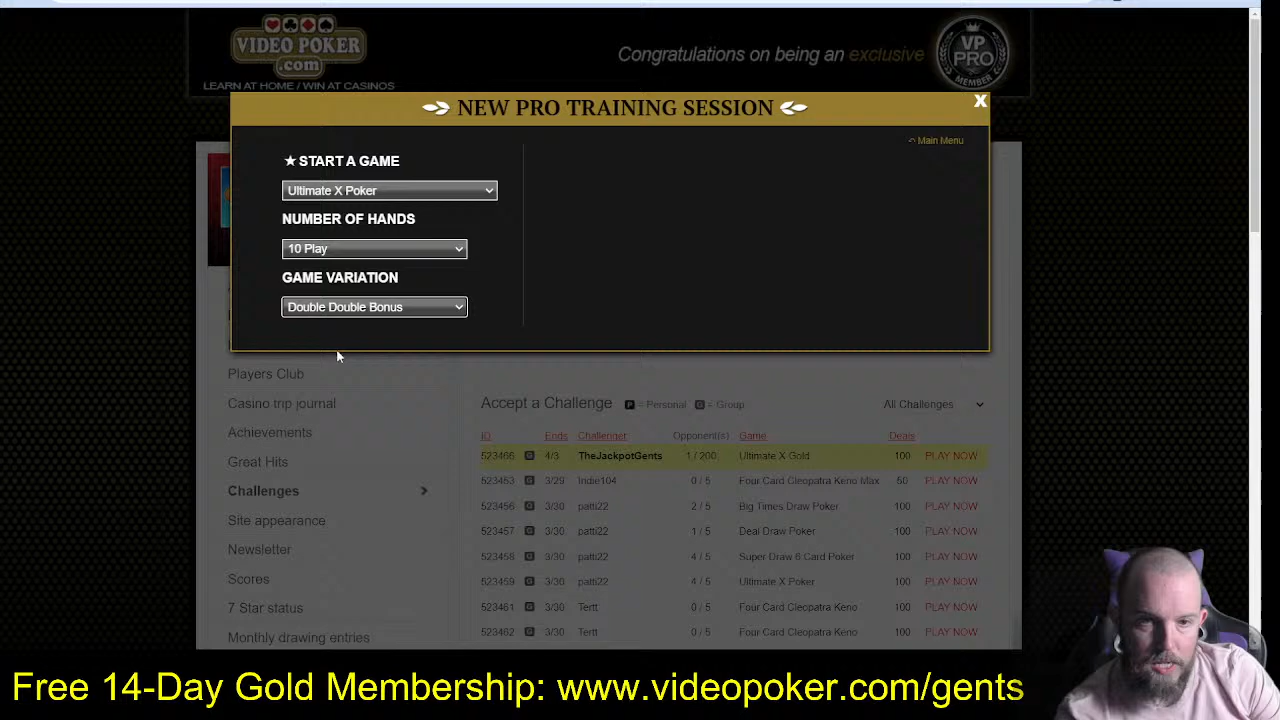 VIDEO POKER
.com
LEARN AT HOME / WIN AT CASINOS
Congratulations on being an exclusive
VP
PRO
MEMBER
NEW PRO TRAINING SESSION
X
Main Menu
★ START A GAME
Ultimate X Poker
NUMBER OF HANDS
10 Play
GAME VARIATION
Double Double Bonus
Players Club
Casino trip journal
Achievements
Great Hits
Challenges
Site appearance
Newsletter
Scores
7 Star status
Monthly drawing entries
Accept a Challenge P = Personal G = Group All Challenges
ID Ends Challenger Opponent(s) Game Deals
523466 G 4/3 TheJackpotGents 1 / 200 Ultimate X Gold 100 PLAY NOW
523453 G 3/29 Indie104 0 / 5 Four Card Cleopatra Keno Max 50 PLAY NOW
523456 G 3/30 patti22 2 / 5 Big Times Draw Poker 100 PLAY NOW
523457 G 3/30 patti22 1 / 5 Deal Draw Poker 100 PLAY NOW
523458 G 3/30 patti22 4 / 5 Super Draw 6 Card Poker 100 PLAY NOW
523459 G 3/30 patti22 4 / 5 Ultimate X Poker 100 PLAY NOW
523461 G 3/30 Tertt 0 / 5 Four Card Cleopatra Keno 100 PLAY NOW
523462 G 3/30 Tertt 0 / 5 Four Card Cleopatra Keno 100 PLAY NOW
Free 14-Day Gold Membership: www.videopoker.com/gents